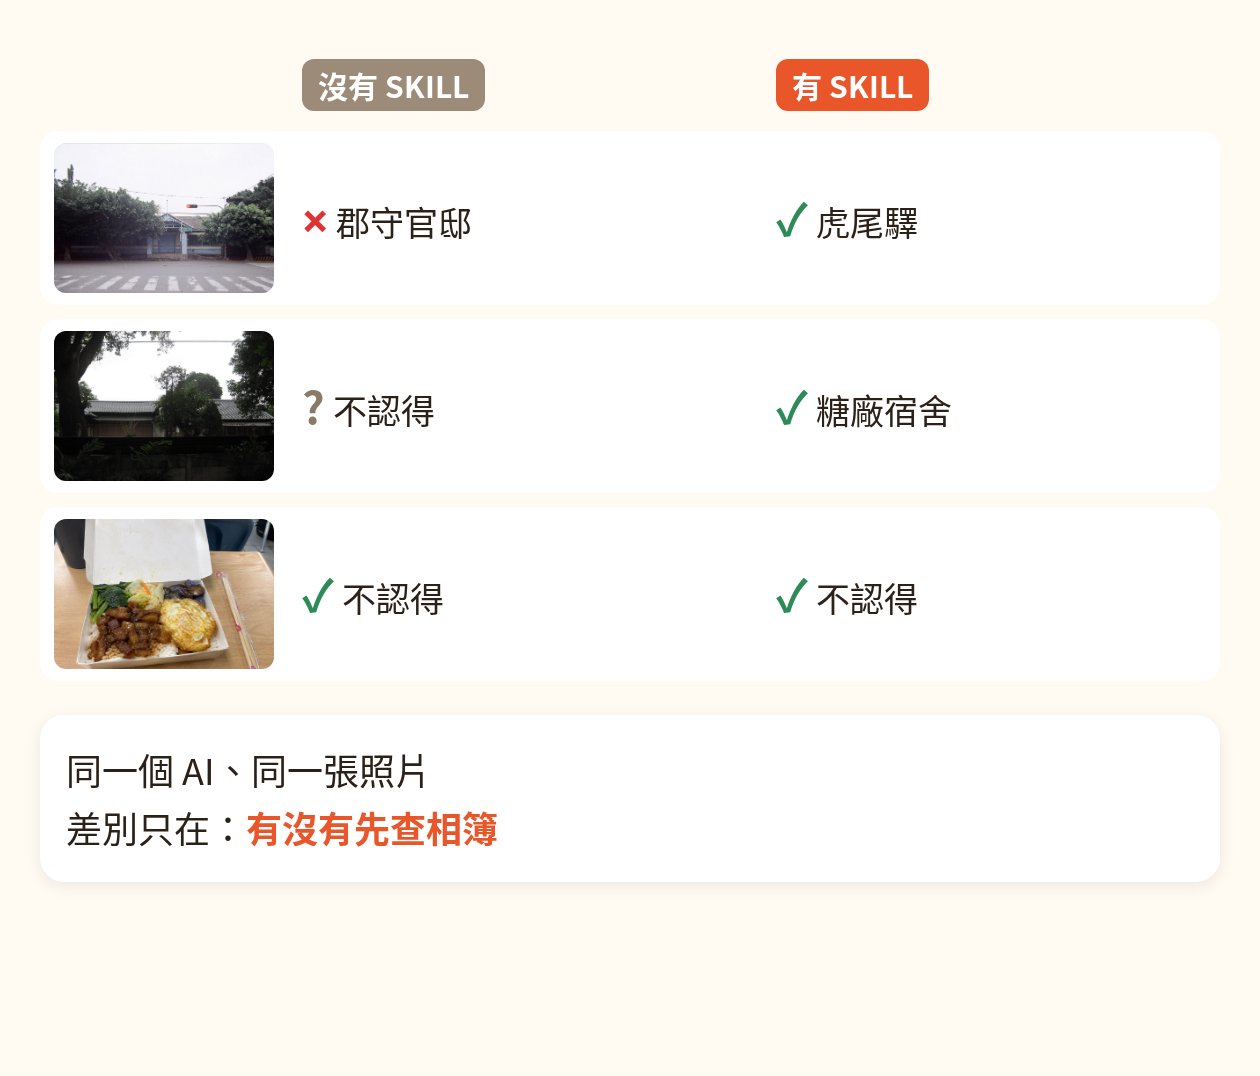 沒有 SKILL
有 SKILL
× 郡守官邸
✓ 虎尾驛
? 不認得
✓ 糖廠宿舍
✓ 不認得
✓ 不認得
同一個 AI、同一張照片
差別只在：有沒有先查相簿